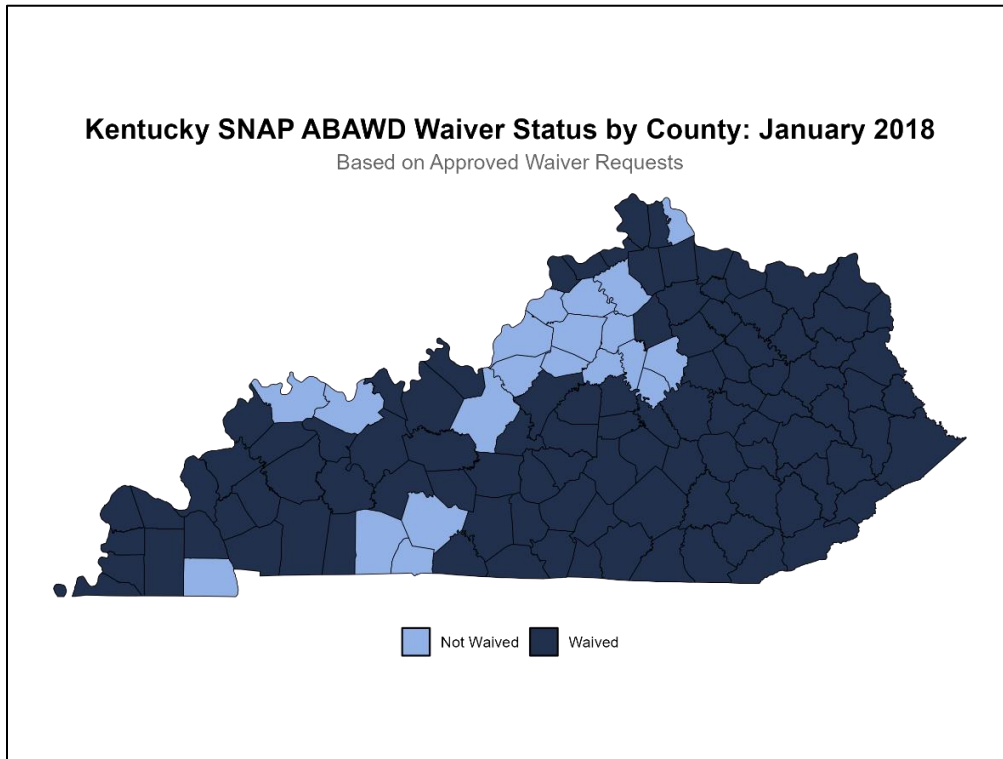 Kentucky SNAP ABAWD Waiver Status by County: January 2018
Based on Approved Waiver Requests
Not Waived Waived